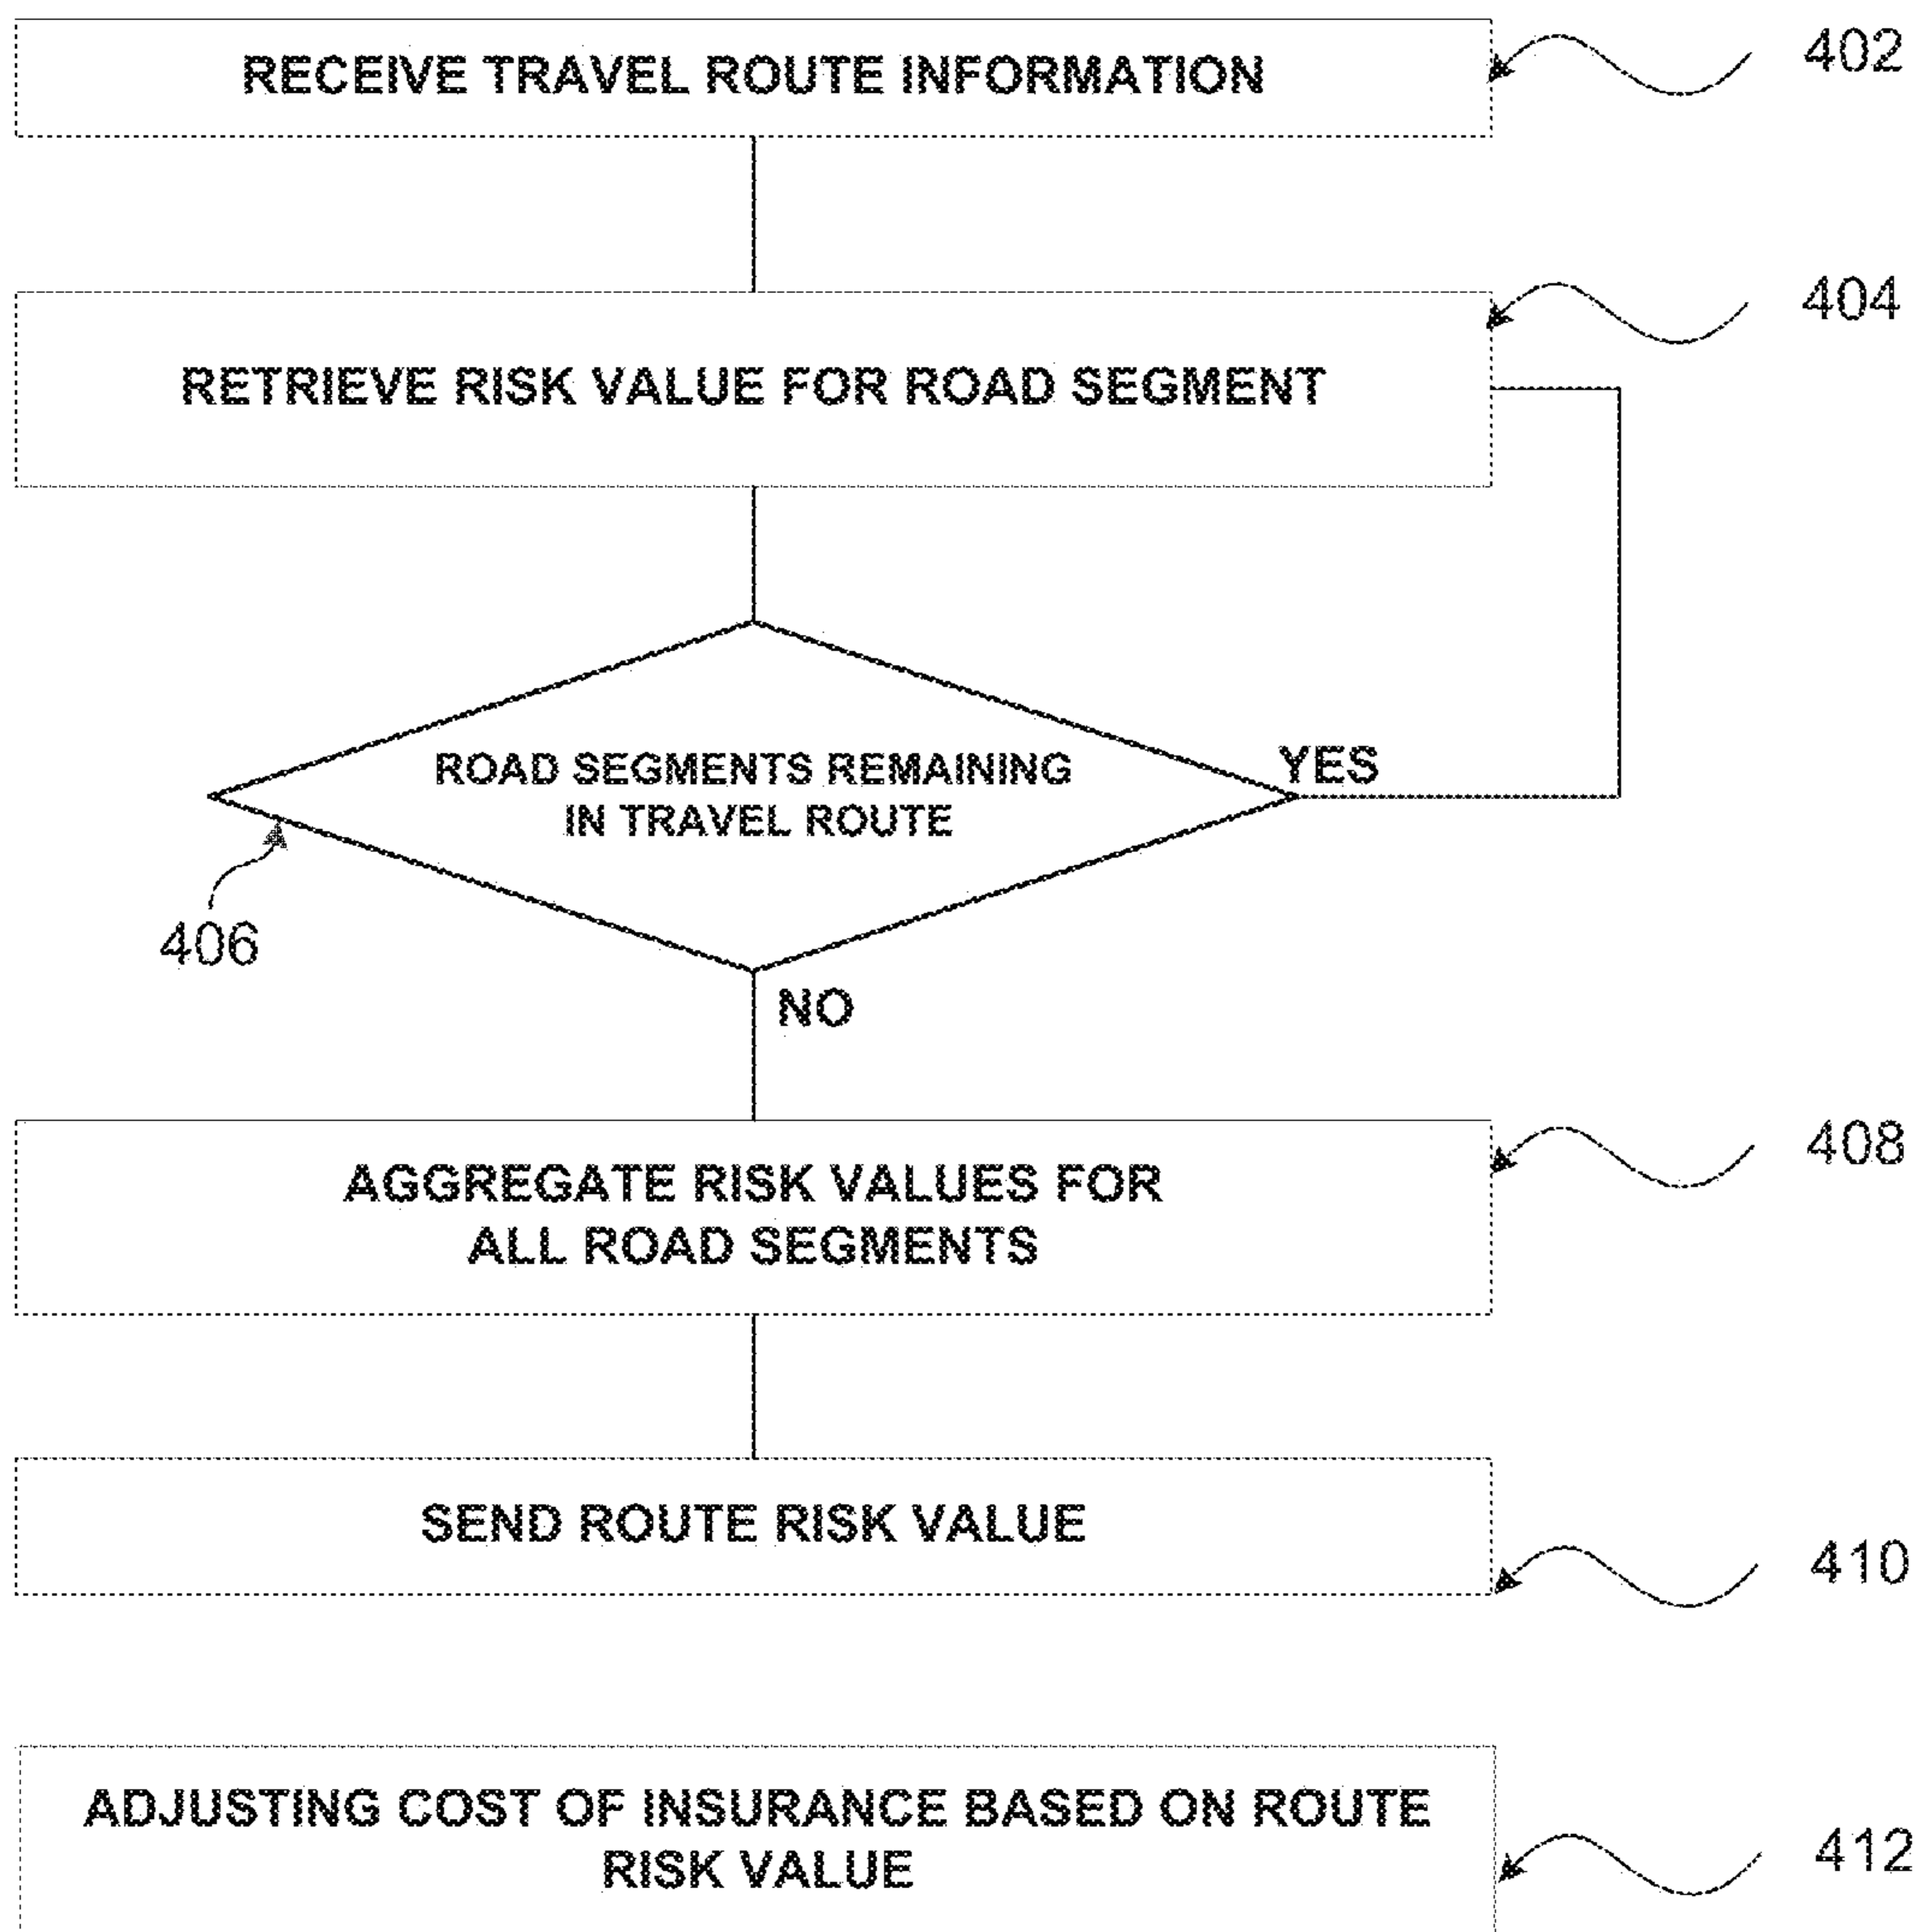 RECEIVE TRAVEL ROUTE INFORMATION
402
RETRIEVE RISK VALUE FOR ROAD SEGMENT
404
ROAD SEGMENTS REMAINING
IN TRAVEL ROUTE
YES
406
NO
AGGREGATE RISK VALUES FOR
ALL ROAD SEGMENTS
408
SEND ROUTE RISK VALUE
410
ADJUSTING COST OF INSURANCE BASED ON ROUTE
RISK VALUE
412